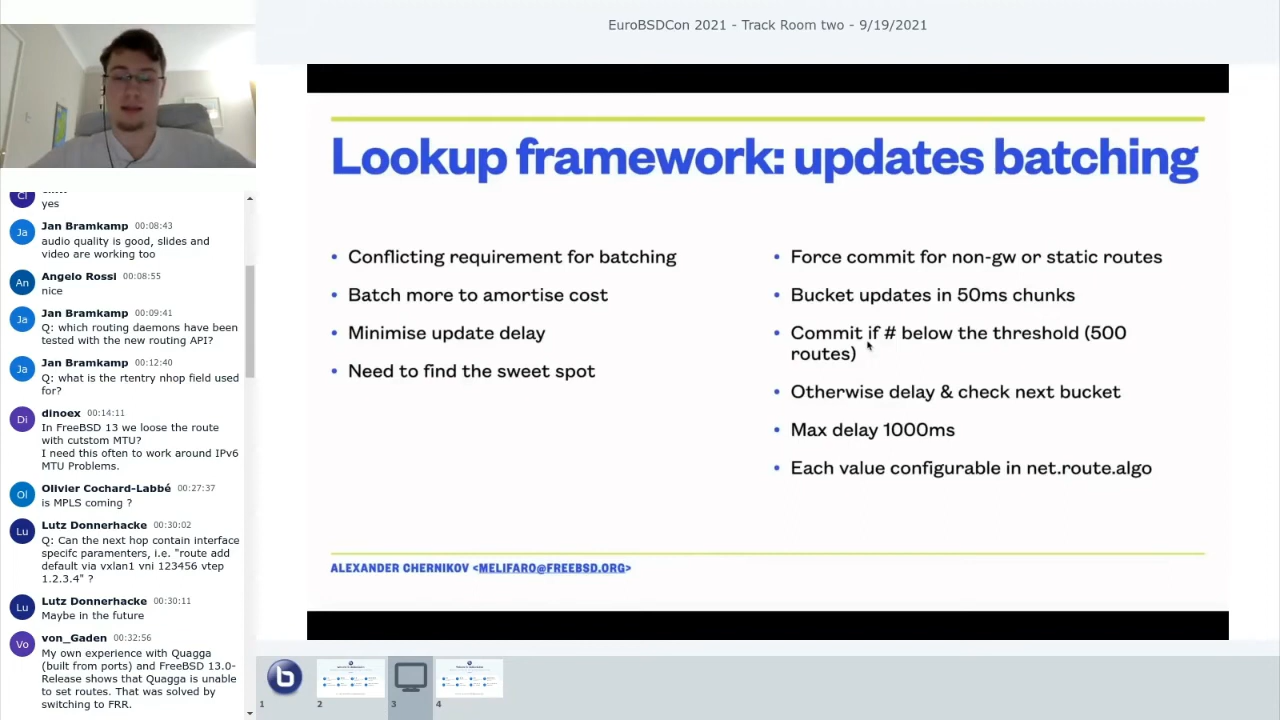 EuroBSDCon 2021 - Track Room two - 9/19/2021
Lookup framework: updates batching
• Conflicting requirement for batching
• Batch more to amortise cost
• Minimise update delay
• Need to find the sweet spot
• Force commit for non-gw or static routes
• Bucket updates in 50ms chunks
• Commit if # below the threshold (500
routes)
• Otherwise delay & check next bucket
• Max delay 1000ms
• Each value configurable in net.route.algo
ALEXANDER CHERNIKOV <MELIFARO@FREEBSD.ORG>
Cl
yes
Ja
Jan Bramkamp 00:08:43
audio quality is good, slides and
video are working too
An
Angelo Rossi 00:08:55
nice
Ja
Jan Bramkamp 00:09:41
Q: which routing daemons have been
tested with the new routing API?
Ja
Jan Bramkamp 00:12:40
Q: what is the rtentry nhop field used
for?
Di
dinoex 00:14:11
In FreeBSD 13 we loose the route
with cutstom MTU?
I need this often to work around IPv6
MTU Problems.
Ol
Olivier Cochard-Labbé 00:27:37
is MPLS coming ?
Lu
Lutz Donnerhacke 00:30:02
Q: Can the next hop contain interface
specifc paramenters, i.e. "route add
default via vxlan1 vni 123456 vtep
1.2.3.4" ?
Lu
Lutz Donnerhacke 00:30:11
Maybe in the future
Vo
von_Gaden 00:32:56
My own experience with Quagga
(built from ports) and FreeBSD 13.0-
Release shows that Quagga is unable
to set routes. That was solved by
switching to FRR.
b
1
2
3
4